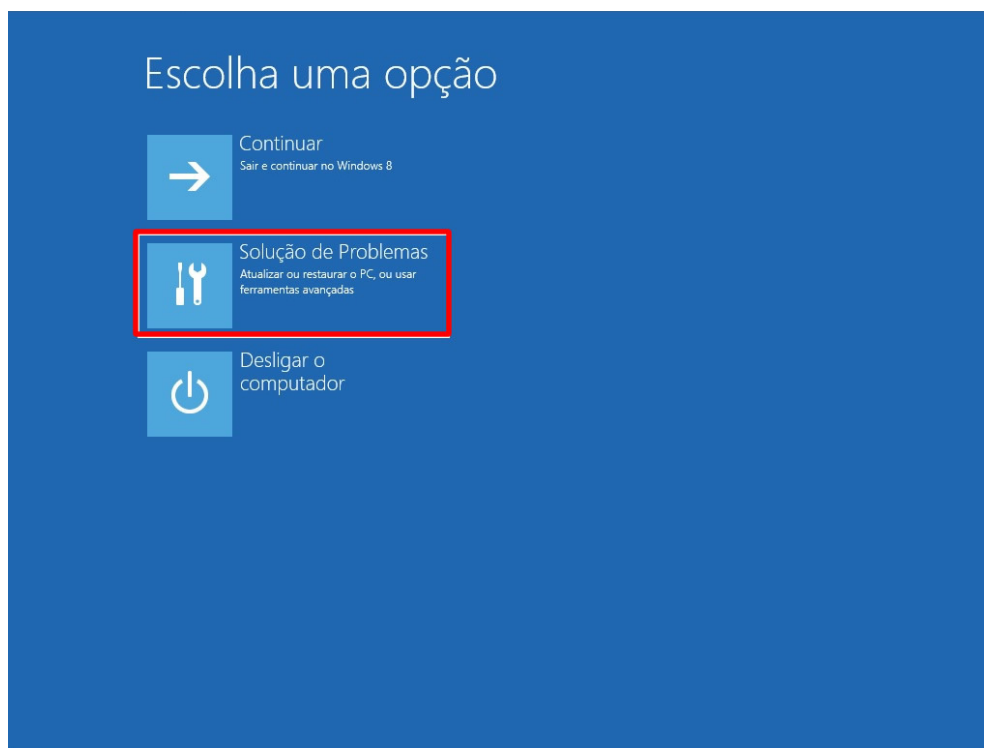 Escolha uma opção
Continuar
Sair e continuar no Windows 8
Solução de Problemas
Atualizar ou restaurar o PC, ou usar
ferramentas avançadas
Desligar o
computador